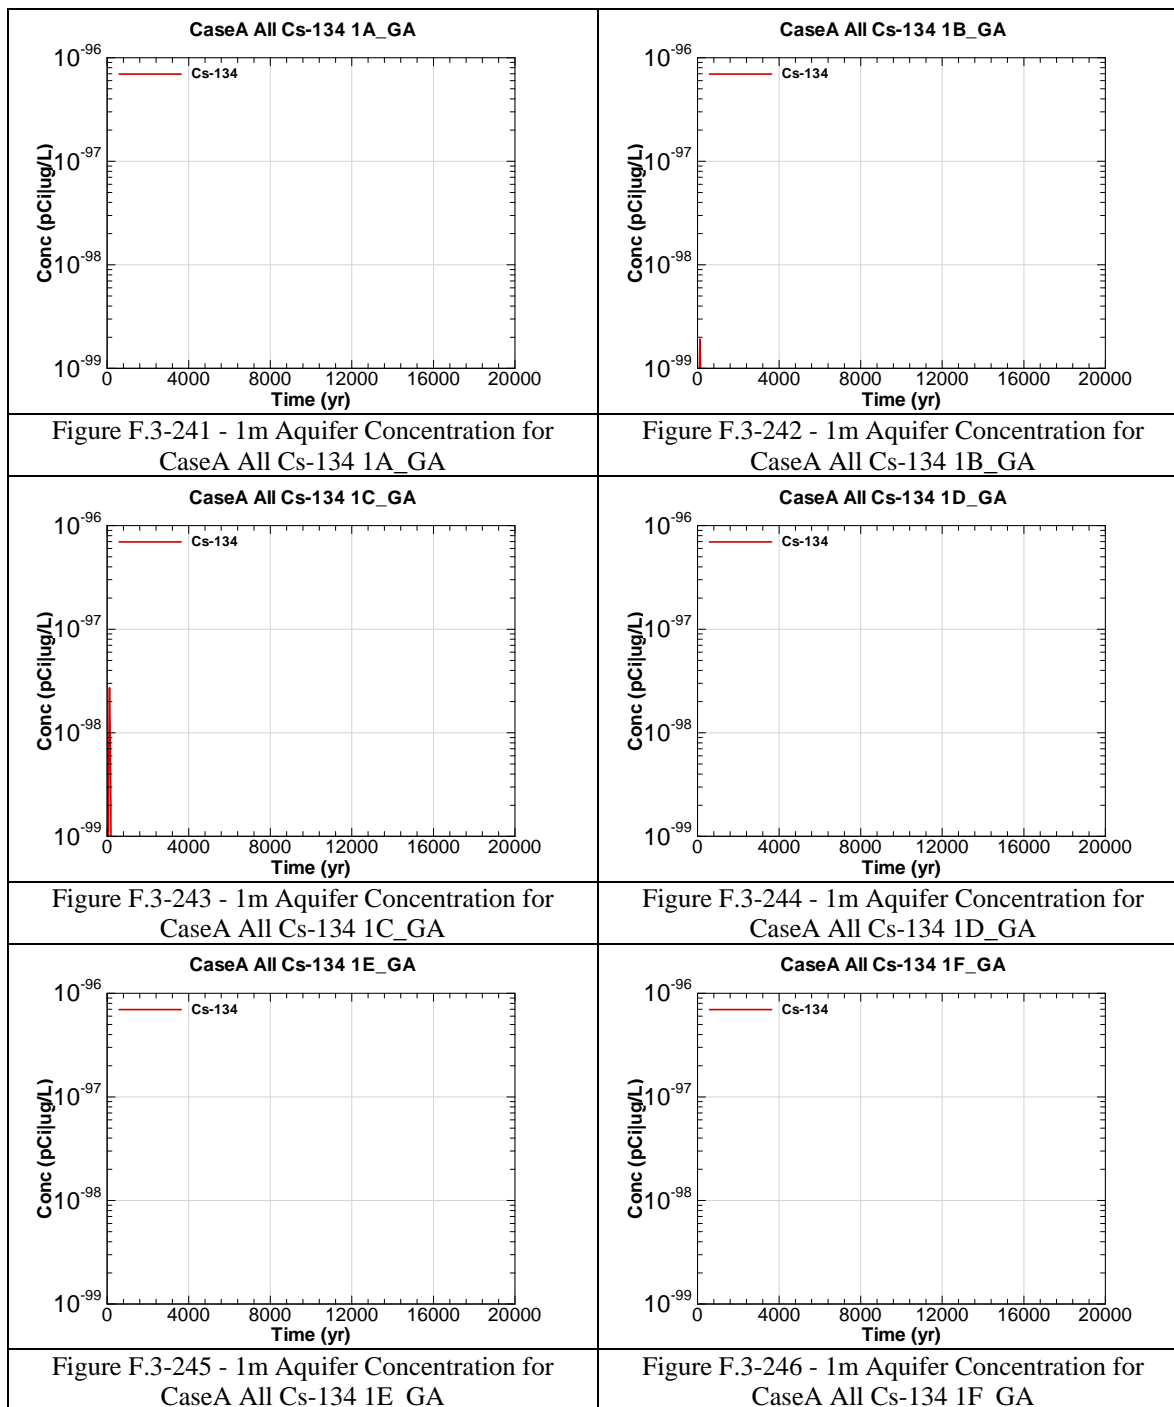 CaseA All Cs-134 1A_GA
Cs-134
10-96
10-97
10-98
10-99
Conc (pCi|ug/L)
0 4000 8000 12000 16000 20000
Time (yr)
Figure F.3-241 - 1m Aquifer Concentration for
CaseA All Cs-134 1A_GA
CaseA All Cs-134 1B_GA
Cs-134
10-96
10-97
10-98
10-99
Conc (pCi|ug/L)
0 4000 8000 12000 16000 20000
Time (yr)
Figure F.3-242 - 1m Aquifer Concentration for
CaseA All Cs-134 1B_GA
CaseA All Cs-134 1C_GA
Cs-134
10-96
10-97
10-98
10-99
Conc (pCi|ug/L)
0 4000 8000 12000 16000 20000
Time (yr)
Figure F.3-243 - 1m Aquifer Concentration for
CaseA All Cs-134 1C_GA
CaseA All Cs-134 1D_GA
Cs-134
10-96
10-97
10-98
10-99
Conc (pCi|ug/L)
0 4000 8000 12000 16000 20000
Time (yr)
Figure F.3-244 - 1m Aquifer Concentration for
CaseA All Cs-134 1D_GA
CaseA All Cs-134 1E_GA
Cs-134
10-96
10-97
10-98
10-99
Conc (pCi|ug/L)
0 4000 8000 12000 16000 20000
Time (yr)
Figure F.3-245 - 1m Aquifer Concentration for
CaseA All Cs-134 1E_GA
CaseA All Cs-134 1F_GA
Cs-134
10-96
10-97
10-98
10-99
Conc (pCi|ug/L)
0 4000 8000 12000 16000 20000
Time (yr)
Figure F.3-246 - 1m Aquifer Concentration for
CaseA All Cs-134 1F_GA